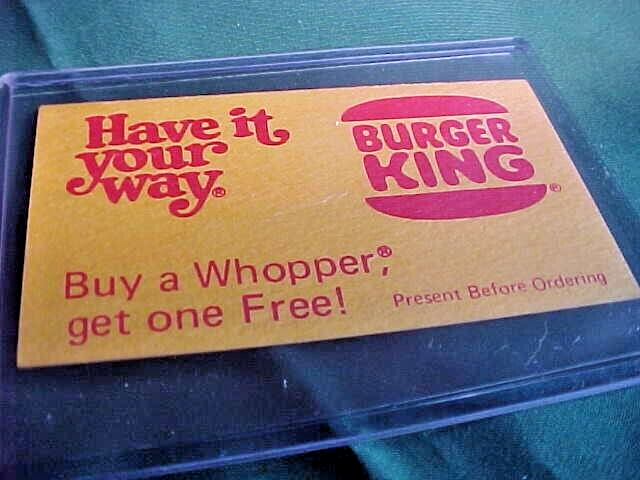 Have it
your
way®
BURGER
KING®
Buy a Whopper®,
get one Free!
Present Before Ordering